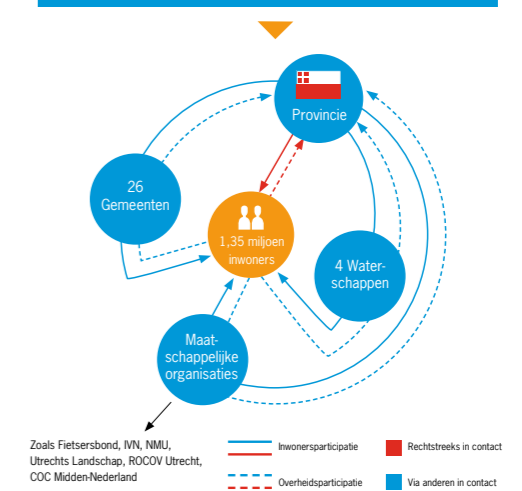 Provincie
26
Gemeenten
1,35 miljoen
inwoners
4 Water-
schappen
Maat-
schappelijke
organisaties
Zoals Fietsersbond, IVN, NMU,
Utrechts Landschap, ROCOV Utrecht,
COC Midden-Nederland
Inwonersparticipatie
Rechtstreeks in contact
Overheidsparticipatie
Via anderen in contact